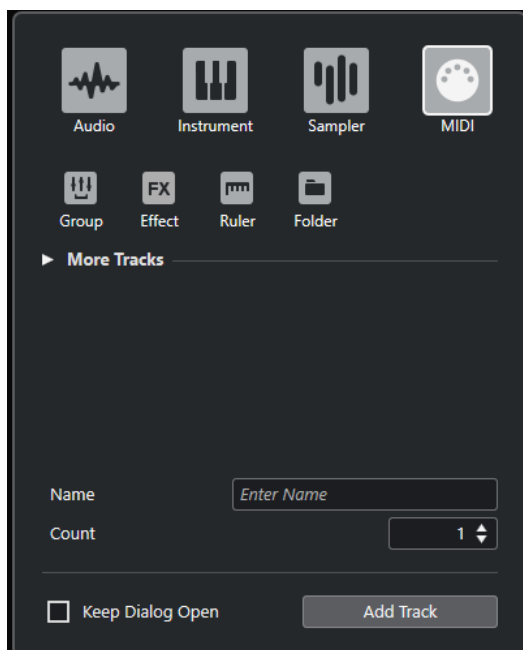 Audio Instrument Sampler MIDI
FX
Group Effect Ruler Folder
More Tracks
Name Enter Name
Count 1
Keep Dialog Open Add Track